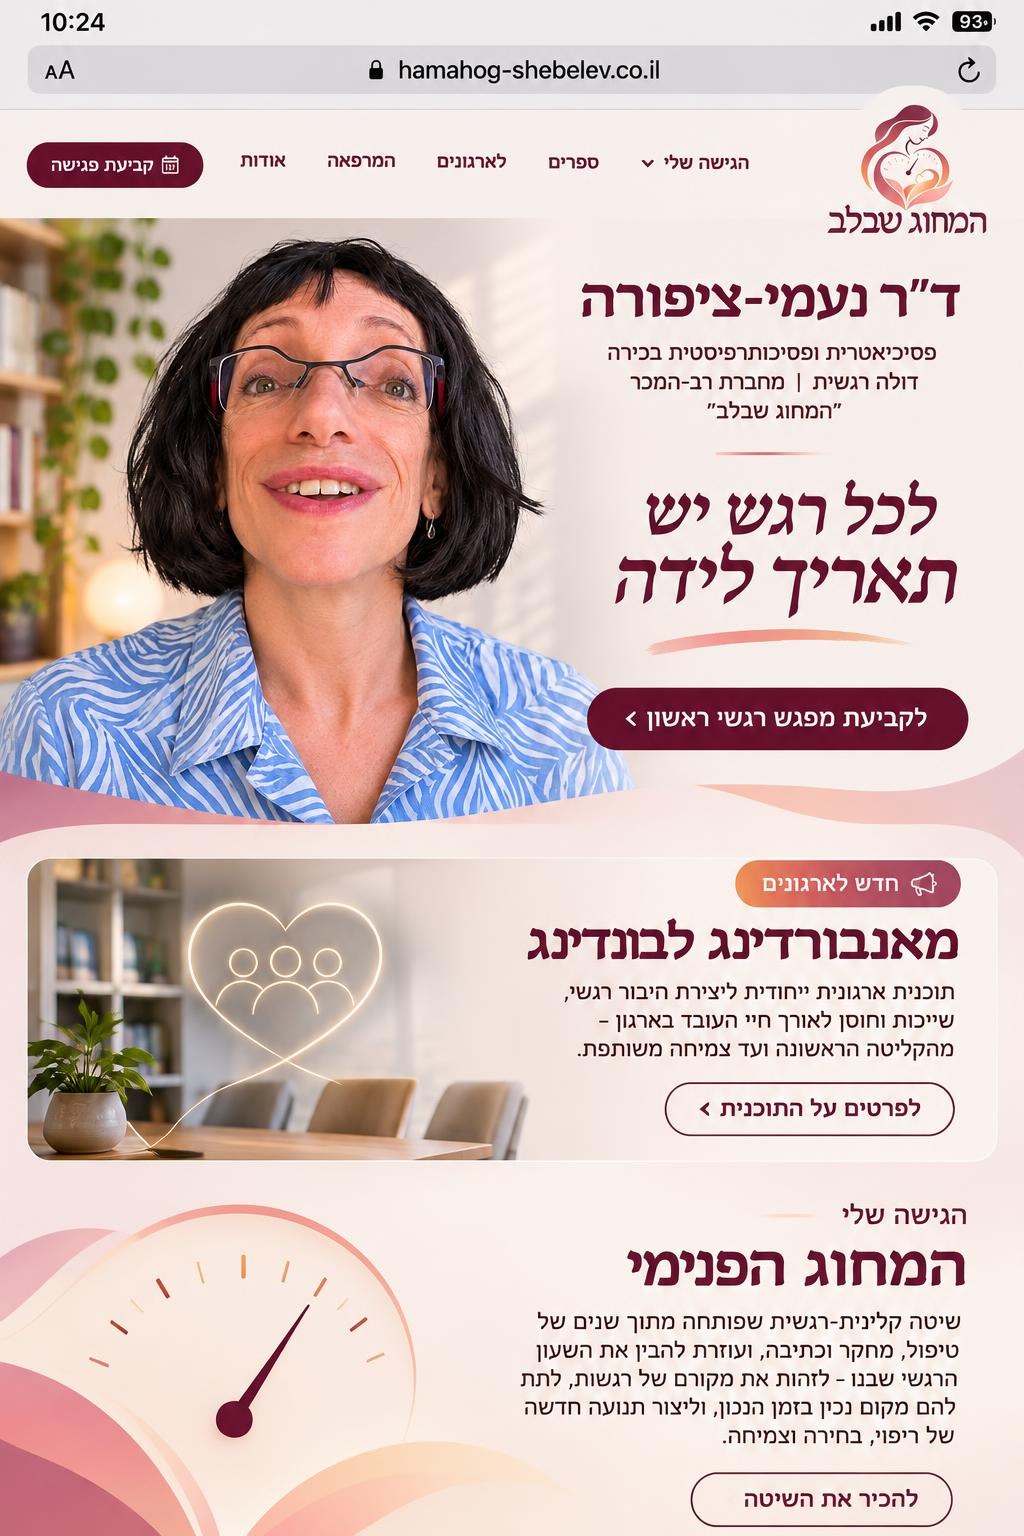 10:24
93
AA
hamahog-shebelev.co.il
המחוג שבלב
הגישה שלי
ספרים
לארגונים
המרפאה
אודות
קביעת פגישה
ד"ר נעמי-ציפורה
פסיכיאטרית ופסיכותרפיסטית בכירה
דולה רגשית | מחברת רב-המכר
"המחוג שבלב"
לכל רגש יש
תאריך לידה
לקביעת מפגש רגשי ראשון
חדש לארגונים
מאנבורדינג לבונדינג
תוכנית ארגונית ייחודית ליצירת היבור רגשי,
שייכות וחוסן לאורך חיי העובד בארגון –
מהקליטה הראשונה ועד צמיחה משותפת.
לפרטים על התוכנית
הגישה שלי
המחוג הפנימי
שיטה קלינית-רגשית שפותחה מתוך שנים של
טיפול, מחקר וכתיבה, ועוזרת להבין את השעון
הרגשי שבנו – לזהות את מקורם של רגשות, לתת
להם מקום נכין בזמן הנכון, וליצור תנועה חדשה
של ריפוי, בחירה וצמיחה.
להכיר את השיטה